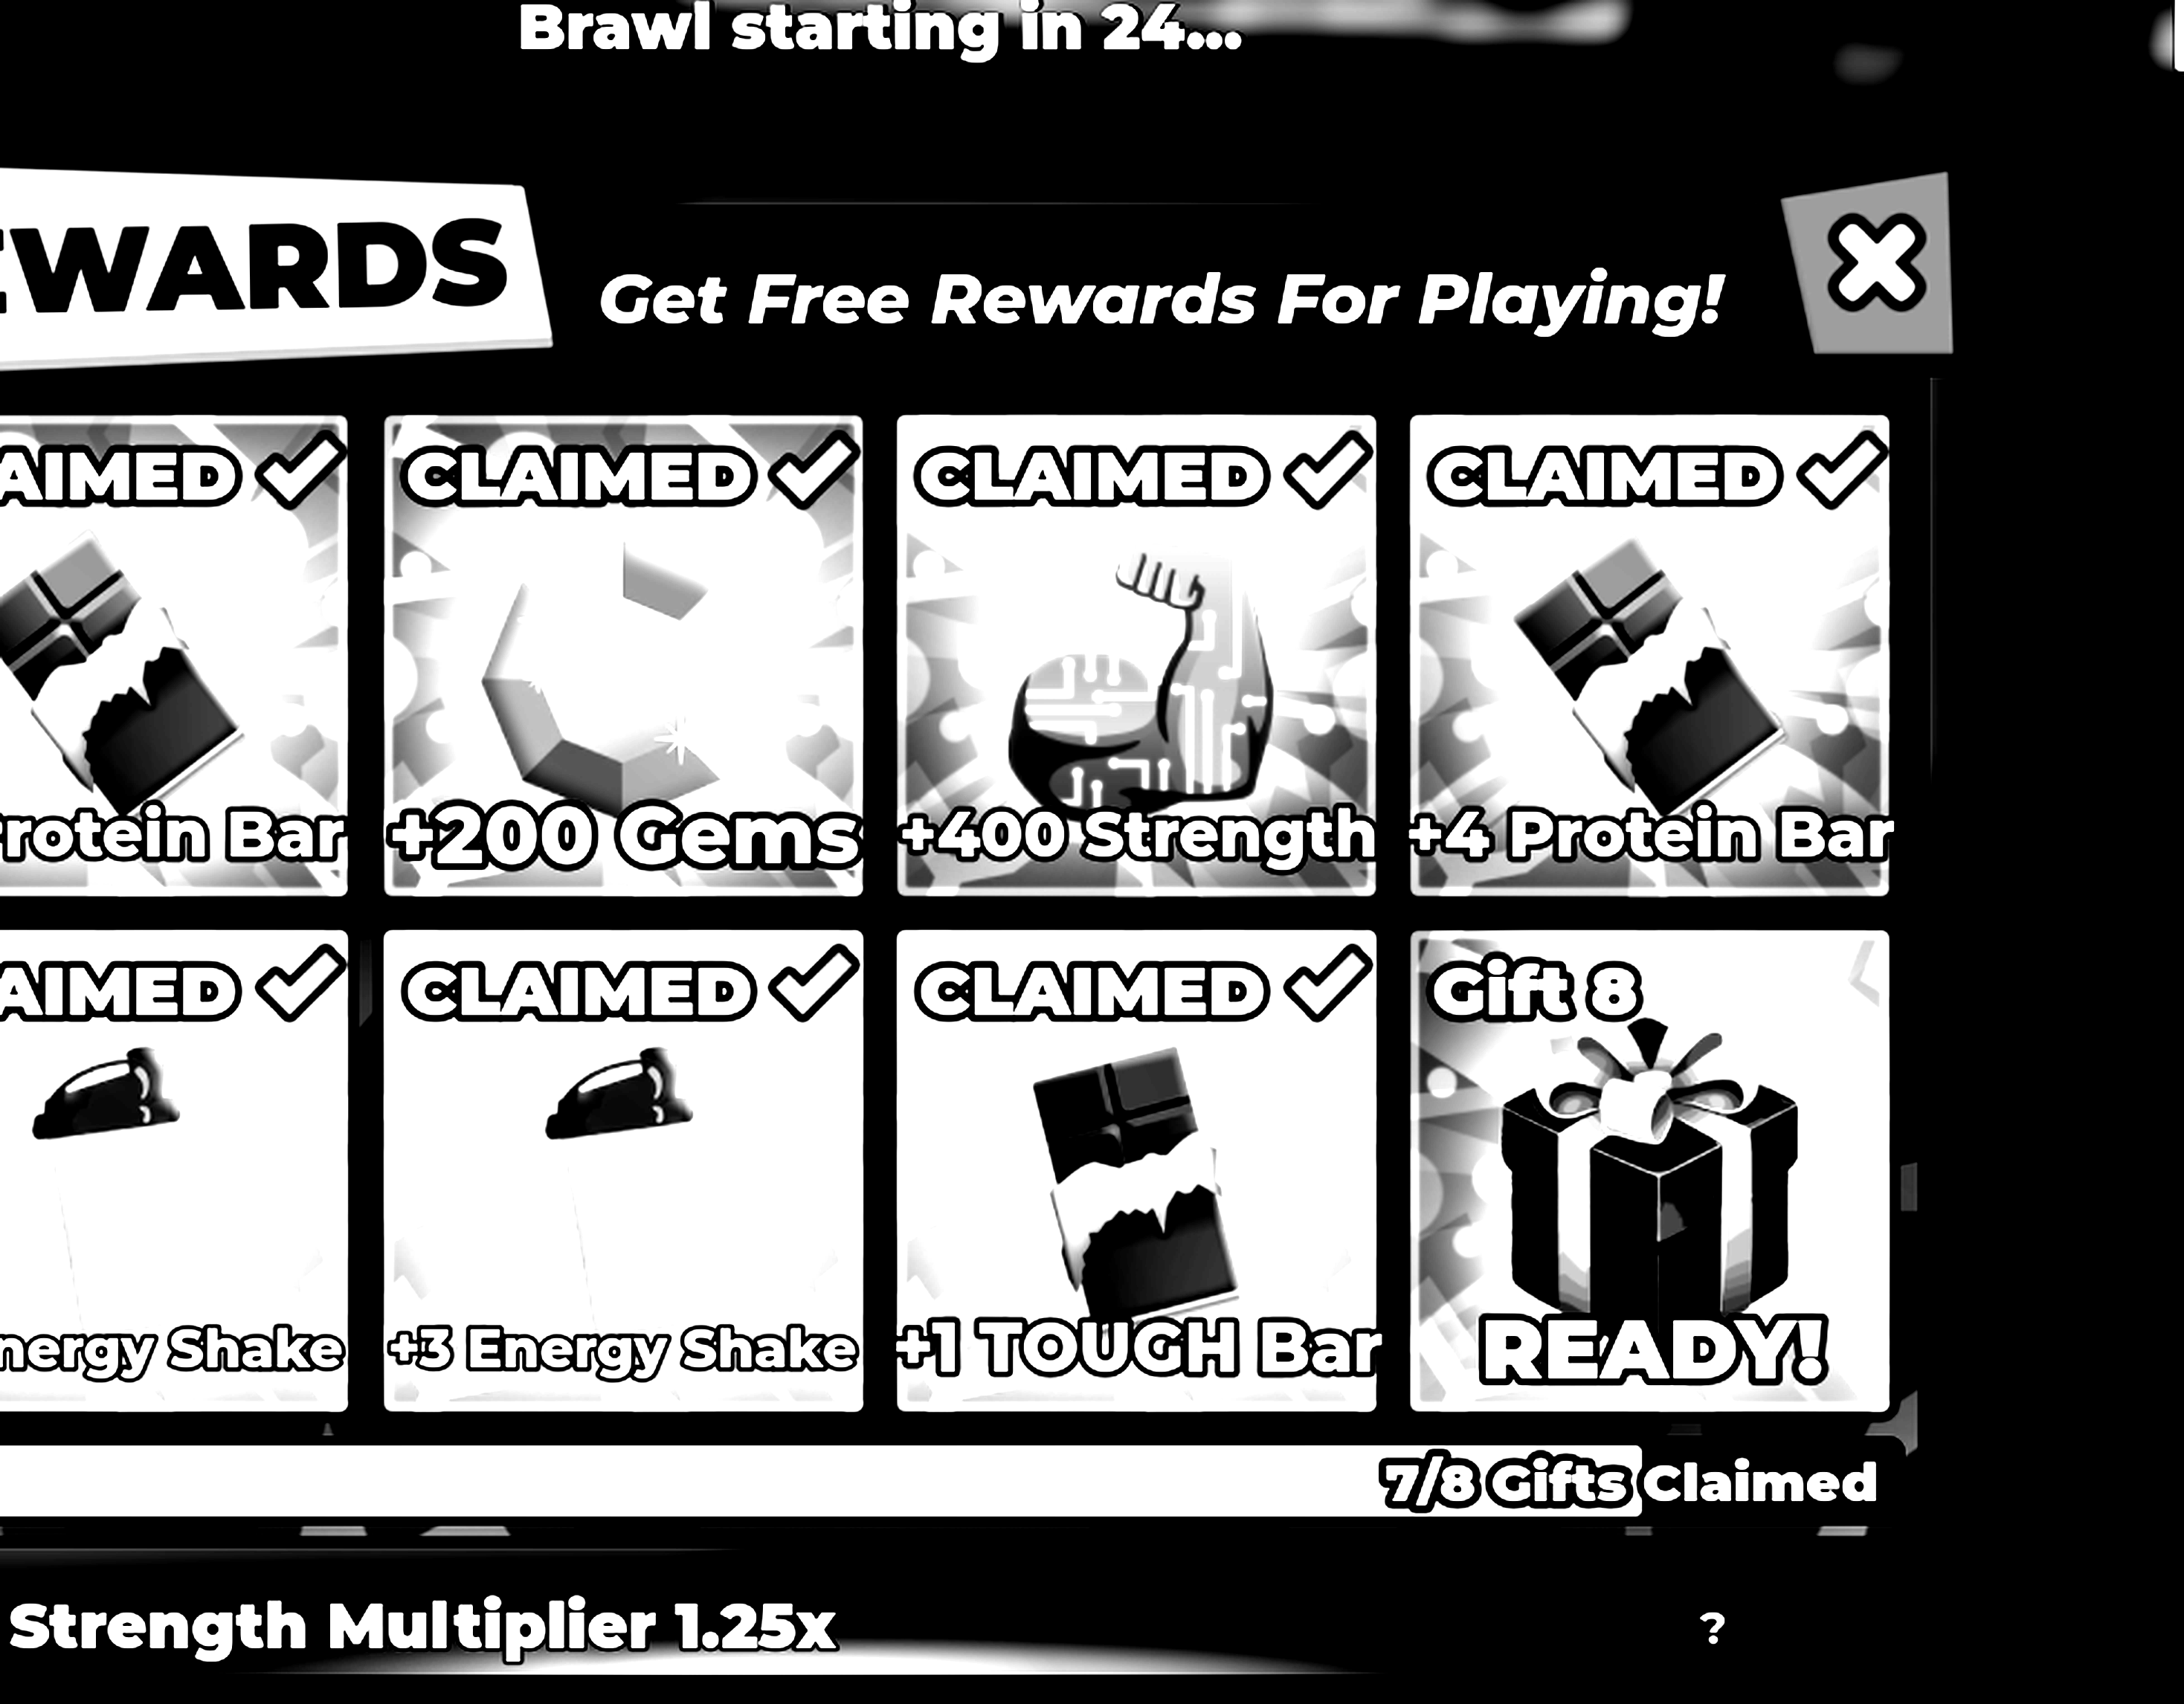 Brawl starting in 24...
EWARDS
Get Free Rewards For Playing!
AIMED CLAIMED CLAIMED CLAIMED
rotein Bar +200 Gems +400 Strength +4 Protein Bar
AIMED CLAIMED CLAIMED Gift 8
nergy Shake +3 Energy Shake +1 TOUGH Bar READY!
7/8 Gifts Claimed
Strength Multiplier 1.25x
?